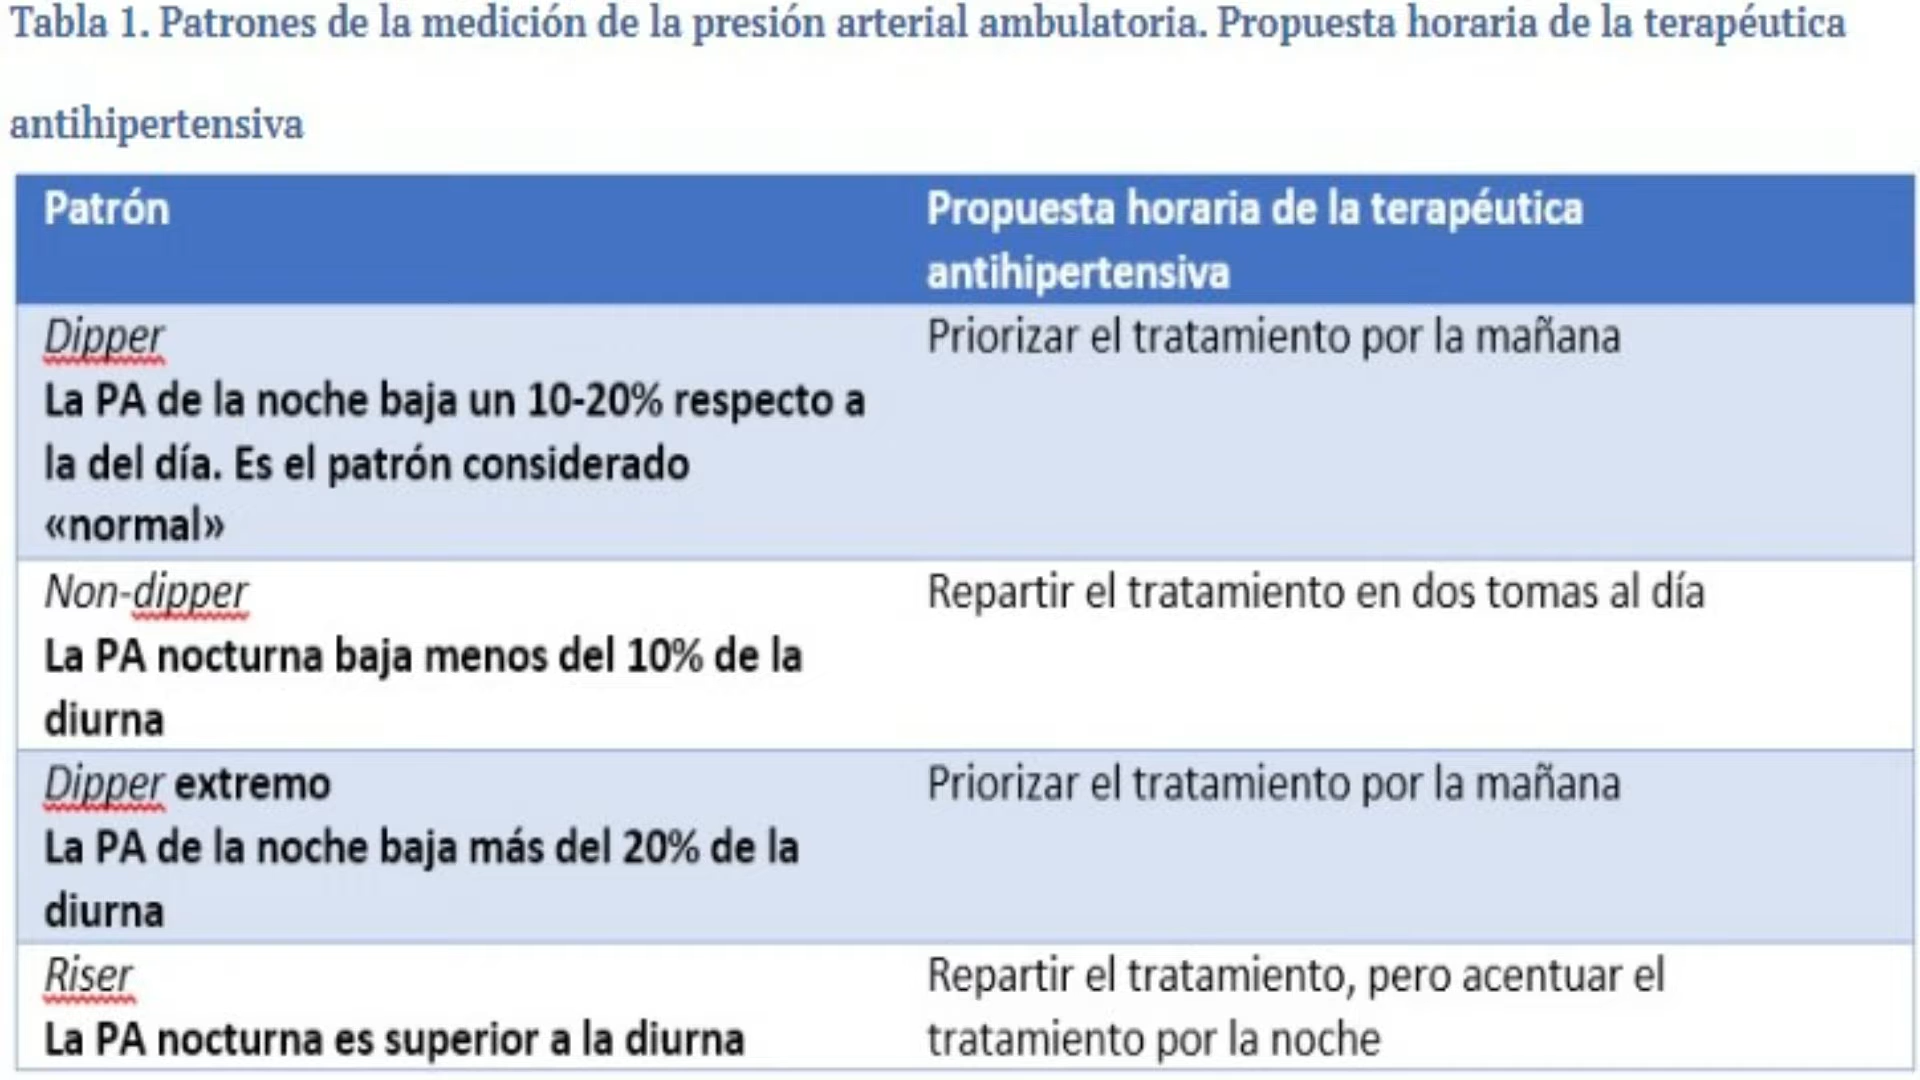 Tabla 1. Patrones de la medición de la presión arterial ambulatoria. Propuesta horaria de la terapéutica
antihipertensiva
Patrón
Propuesta horaria de la terapéutica
antihipertensiva
Dipper
La PA de la noche baja un 10-20% respecto a
la del día. Es el patrón considerado
«normal»
Priorizar el tratamiento por la mañana
Non-dipper
La PA nocturna baja menos del 10% de la
diurna
Repartir el tratamiento en dos tomas al día
Dipper extremo
La PA de la noche baja más del 20% de la
diurna
Priorizar el tratamiento por la mañana
Riser
La PA nocturna es superior a la diurna
Repartir el tratamiento, pero acentuar el
tratamiento por la noche